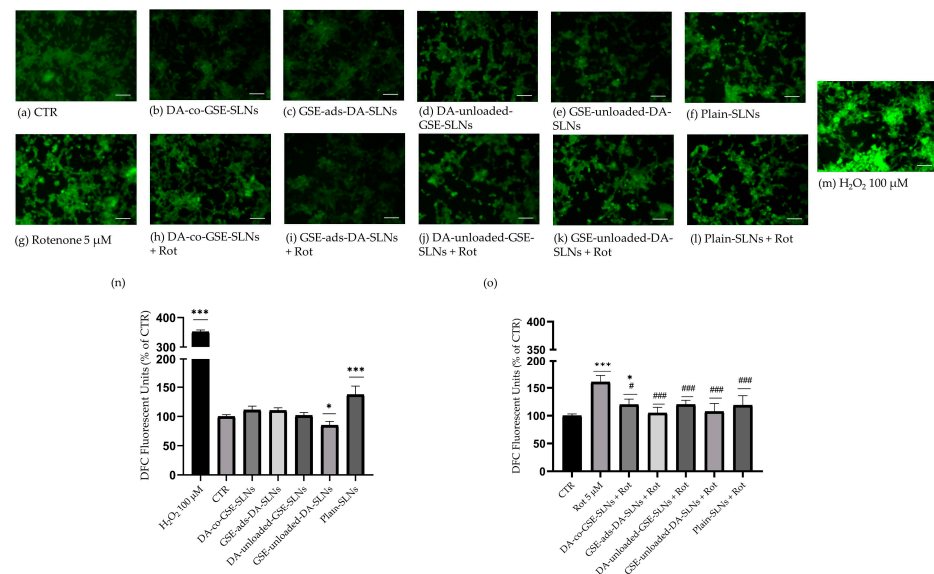 (a) CTR
(b) DA-co-GSE-SLNs
(c) GSE-ads-DA-SLNs
(d) DA-unloaded-
GSE-SLNs
(e) GSE-unloaded-DA-
SLNs
(f) Plain-SLNs
(g) Rotenone 5 µM
(h) DA-co-GSE-SLNs
+ Rot
(i) GSE-ads-DA-SLNs
+ Rot
(j) DA-unloaded-GSE-
SLNs + Rot
(k) GSE-unloaded-DA-
SLNs + Rot
(l) Plain-SLNs + Rot
(m) H₂O₂ 100 µM
(n)
DFC Fluorescent Units (% of CTR)
400
350
300
200
150
100
50
0
***
*
***
H₂O₂ 100 µM
CTR
DA-co-GSE-SLNs
GSE-ads-DA-SLNs
DA-unloaded-GSE-SLNs
GSE-unloaded-DA-SLNs
Plain-SLNs
(o)
DFC Fluorescent Units (% of CTR)
400
350
200
150
100
50
0
***
*
#
###
###
###
###
CTR
Rot 5 µM
DA-co-GSE-SLNs + Rot
GSE-ads-DA-SLNs + Rot
DA-unloaded-GSE-SLNs + Rot
GSE-unloaded-DA-SLNs + Rot
Plain-SLNs + Rot